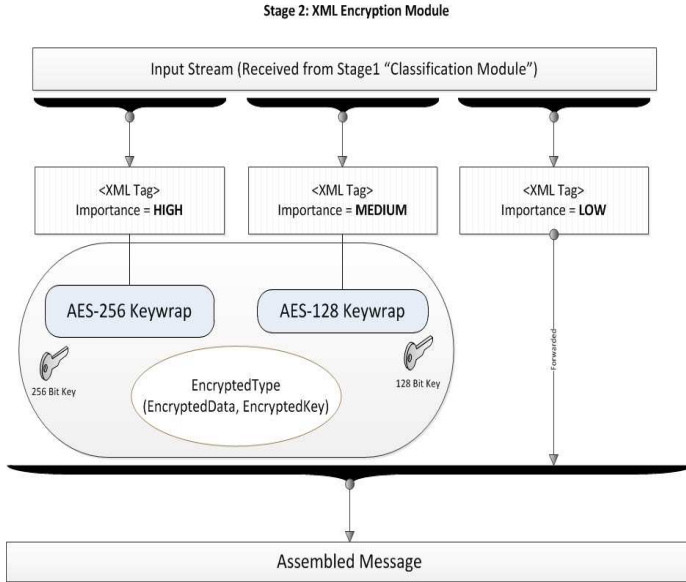 Stage 2: XML Encryption Module
Input Stream (Received from Stage1 “Classification Module”)
<XML Tag>
Importance = HIGH
<XML Tag>
Importance = MEDIUM
<XML Tag>
Importance = LOW
AES-256 Keywrap
AES-128 Keywrap
256 Bit Key
128 Bit Key
EncryptedType
(EncryptedData, EncryptedKey)
Forwarded
Assembled Message